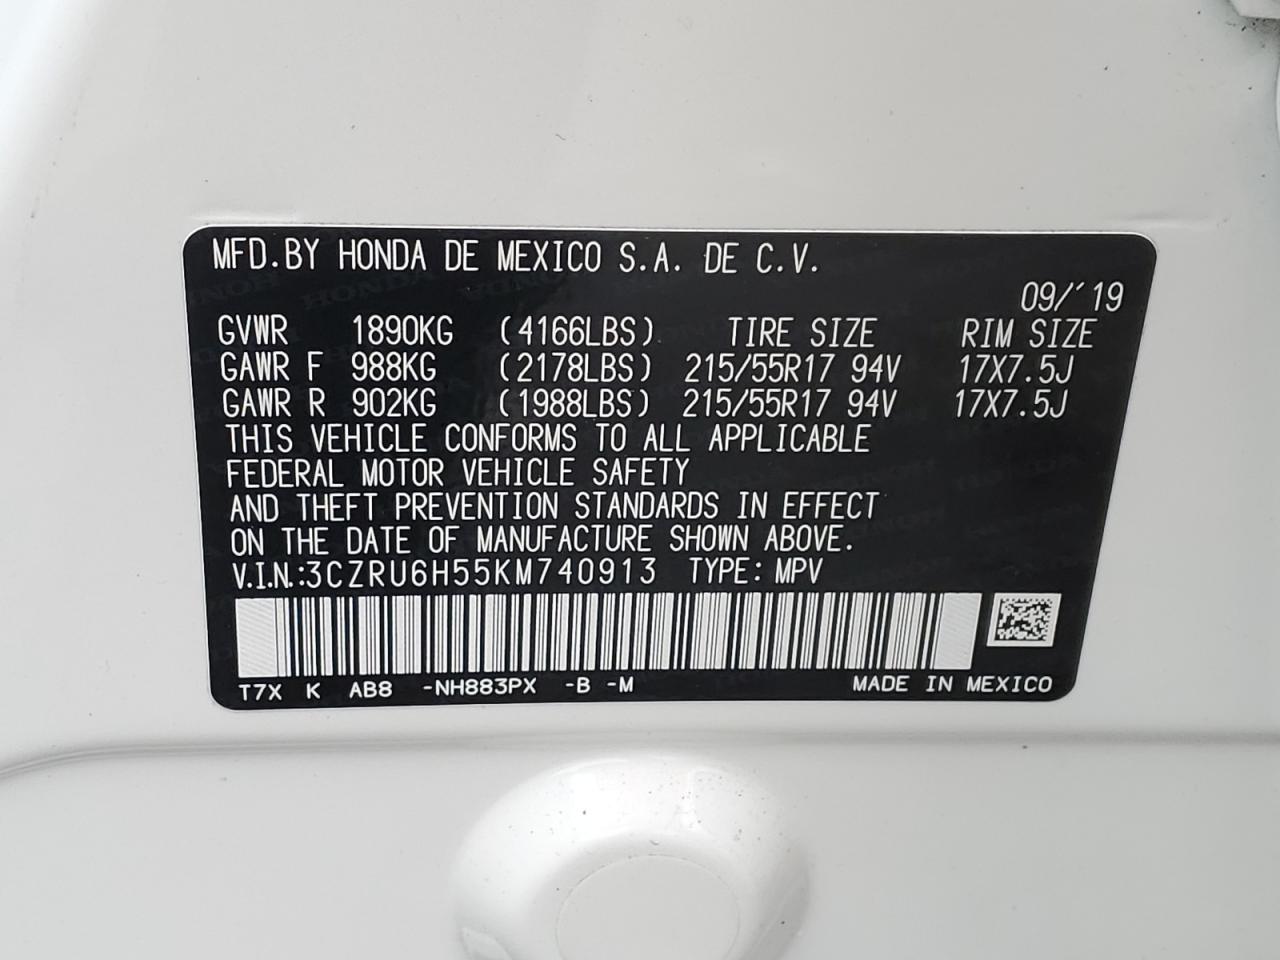 MFD.BY HONDA DE MEXICO S.A. DE C.V.
09/'19
GVWR 1890KG (4166LBS) TIRE SIZE RIM SIZE
GAWR F 988KG (2178LBS) 215/55R17 94V 17X7.5J
GAWR R 902KG (1988LBS) 215/55R17 94V 17X7.5J
THIS VEHICLE CONFORMS TO ALL APPLICABLE
FEDERAL MOTOR VEHICLE SAFETY
AND THEFT PREVENTION STANDARDS IN EFFECT
ON THE DATE OF MANUFACTURE SHOWN ABOVE.
V.I.N.:3CZRU6H55KM740913 TYPE: MPV
T7X K AB8 -NH883PX -B -M MADE IN MEXICO